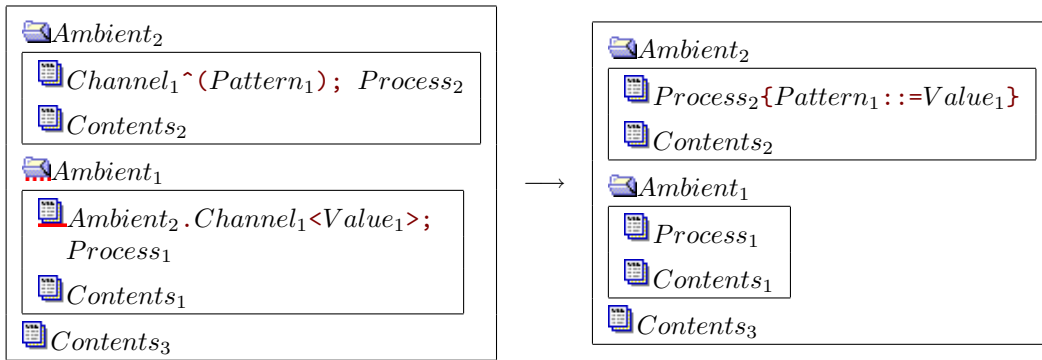 Ambient₂
Channel₁^(Pattern₁); Process₂
Contents₂
Ambient₁
Ambient₂.Channel₁<Value₁>;
Process₁
Contents₁
Contents₃
⟶
Ambient₂
Process₂{Pattern₁::=Value₁}
Contents₂
Ambient₁
Process₁
Contents₁
Contents₃